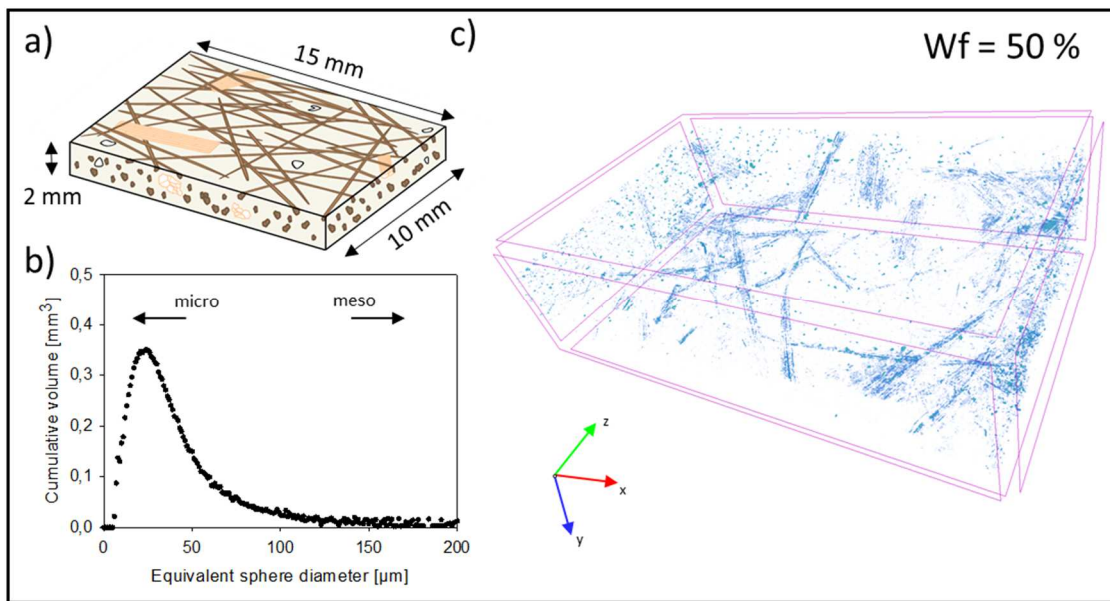 a)
15 mm
2 mm
10 mm
b)
0,5
0,4
0,3
0,2
0,1
0,0
Cumulative volume [mm³]
micro
meso
0
50
100
150
200
Equivalent sphere diameter [µm]
c)
Wf = 50 %
z
x
y